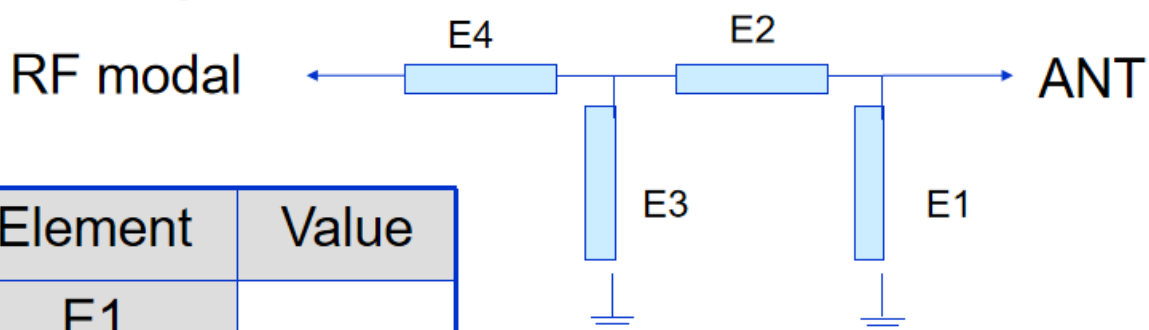 E4
E2
RF modal
ANT
E3
E1
Element
Value
E1